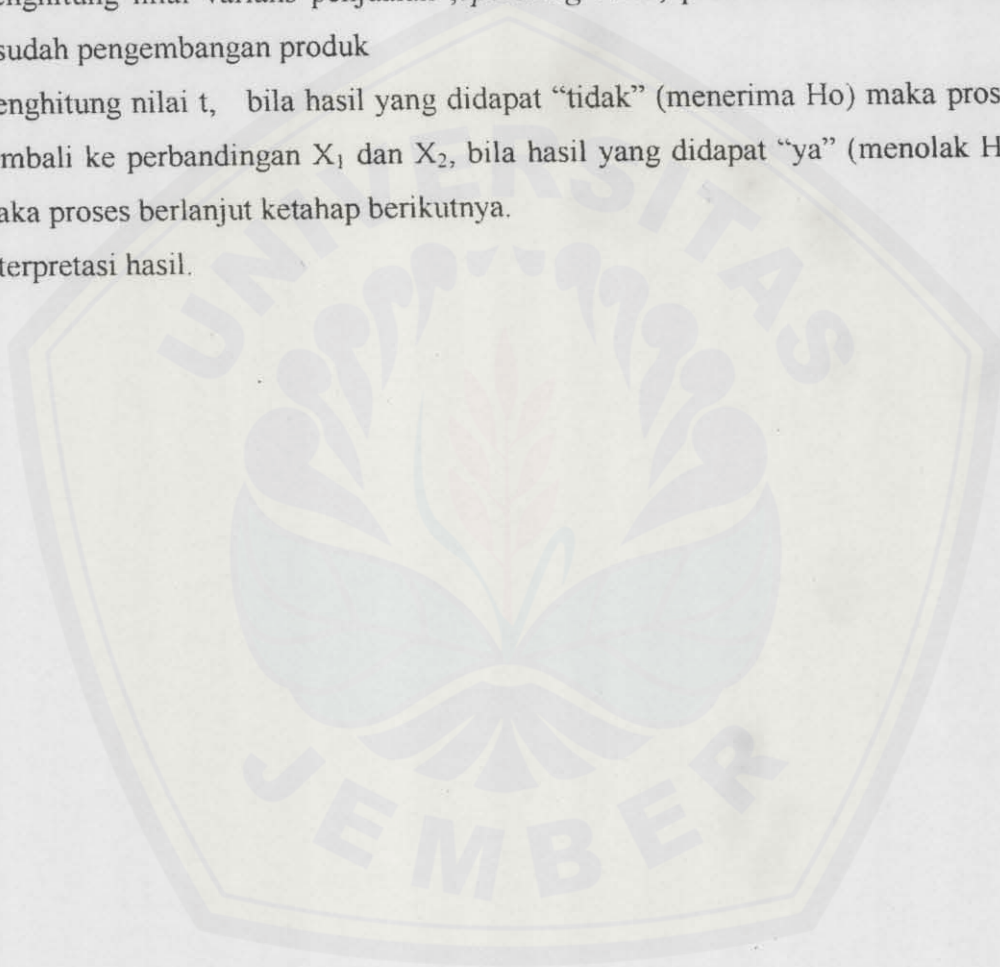 sudah pengembangan produk
enghitung nilai t, bila hasil yang didapat “tidak” (menerima Ho) maka pros
mbali ke perbandingan X₁ dan X₂, bila hasil yang didapat “ya” (menolak H
aka proses berlanjut ketahap berikutnya.
terpretasi hasil.
UNIVERSITAS
JEMBER